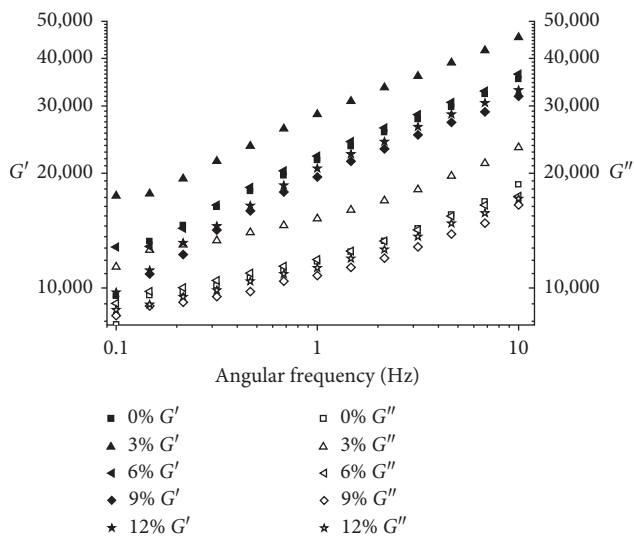 50,000
40,000
30,000
20,000
10,000
G′
50,000
40,000
30,000
20,000
10,000
G″
0.1
1
10
Angular frequency (Hz)
0% G′
3% G′
6% G′
9% G′
12% G′
0% G″
3% G″
6% G″
9% G″
12% G″